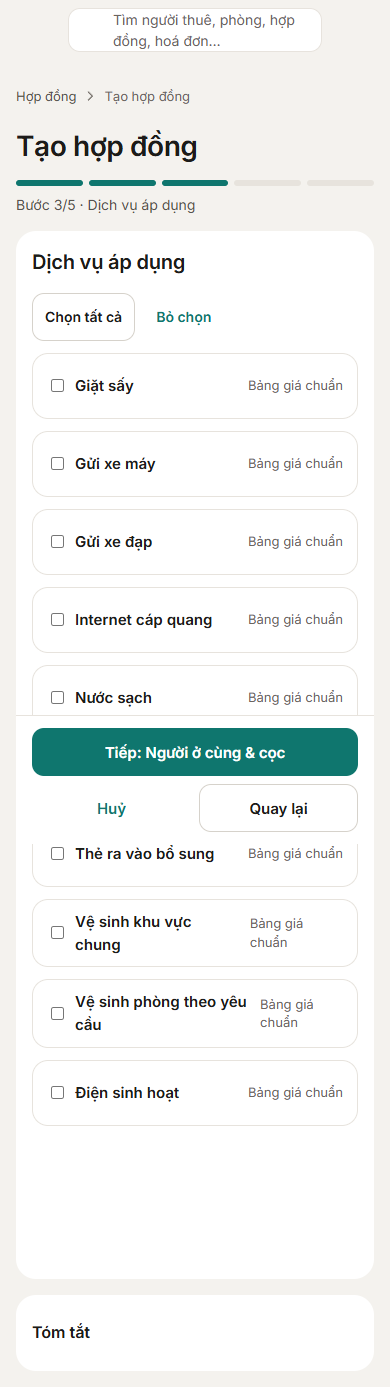 Tìm người thuê, phòng, hợp
đồng, hoá đơn...
Hợp đồng > Tạo hợp đồng
Tạo hợp đồng
Bước 3/5 · Dịch vụ áp dụng
Dịch vụ áp dụng
Chọn tất cả Bỏ chọn
Giặt sấy Bảng giá chuẩn
Gửi xe máy Bảng giá chuẩn
Gửi xe đạp Bảng giá chuẩn
Internet cáp quang Bảng giá chuẩn
Nước sạch Bảng giá chuẩn
Tiếp: Người ở cùng & cọc
Huỷ Quay lại
Thẻ ra vào bổ sung Bảng giá chuẩn
Vệ sinh khu vực Bảng giá
chung chuẩn
Vệ sinh phòng theo yêu Bảng giá
cầu chuẩn
Điện sinh hoạt Bảng giá chuẩn
Tóm tắt